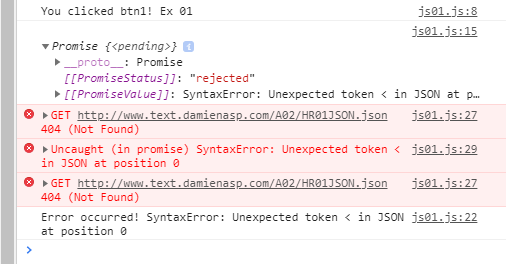 You clicked btn1! Ex 01 js01.js:8
js01.js:15
Promise {<pending>} i
__proto__: Promise
[[PromiseStatus]]: "rejected"
[[PromiseValue]]: SyntaxError: Unexpected token < in JSON at p…
GET http://www.text.damienasp.com/A02/HR01JSON.json js01.js:27
404 (Not Found)
Uncaught (in promise) SyntaxError: Unexpected token < js01.js:29
in JSON at position 0
GET http://www.text.damienasp.com/A02/HR01JSON.json js01.js:27
404 (Not Found)
Error occurred! SyntaxError: Unexpected token < in JSON js01.js:22
at position 0